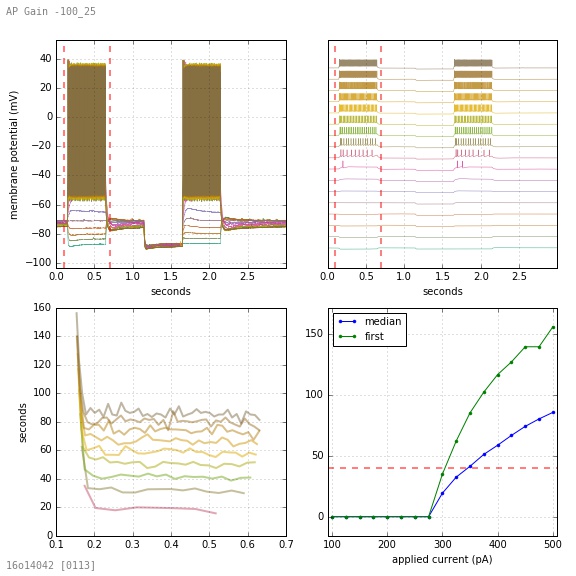 AP Gain -100_25
membrane potential (mV)
40
20
0
−20
−40
−60
−80
−100
0.0 0.5 1.0 1.5 2.0 2.5
seconds
0.0 0.5 1.0 1.5 2.0 2.5
seconds
seconds
160
140
120
100
80
60
40
20
0
0.1 0.2 0.3 0.4 0.5 0.6 0.7
median
first
150
100
50
0
100 200 300 400 500
applied current (pA)
16o14042 [0113]